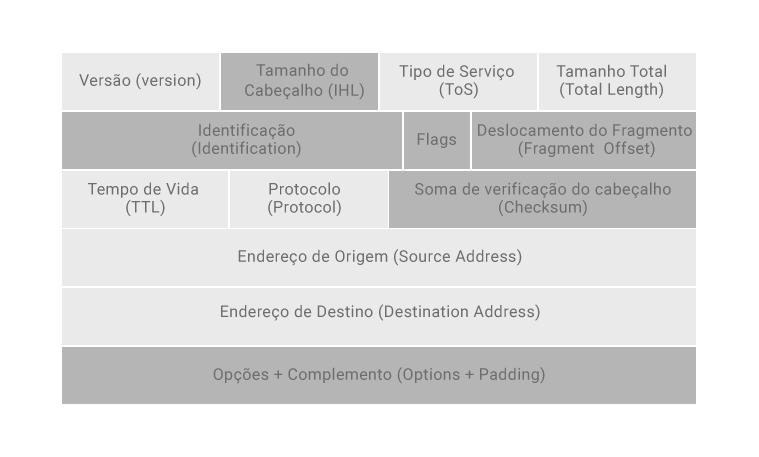 Versão (version)
Tamanho do
Cabeçalho (IHL)
Tipo de Serviço
(ToS)
Tamanho Total
(Total Length)
Identificação
(Identification)
Flags
Deslocamento do Fragmento
(Fragment Offset)
Tempo de Vida
(TTL)
Protocolo
(Protocol)
Soma de verificação do cabeçalho
(Checksum)
Endereço de Origem (Source Address)
Endereço de Destino (Destination Address)
Opções + Complemento (Options + Padding)